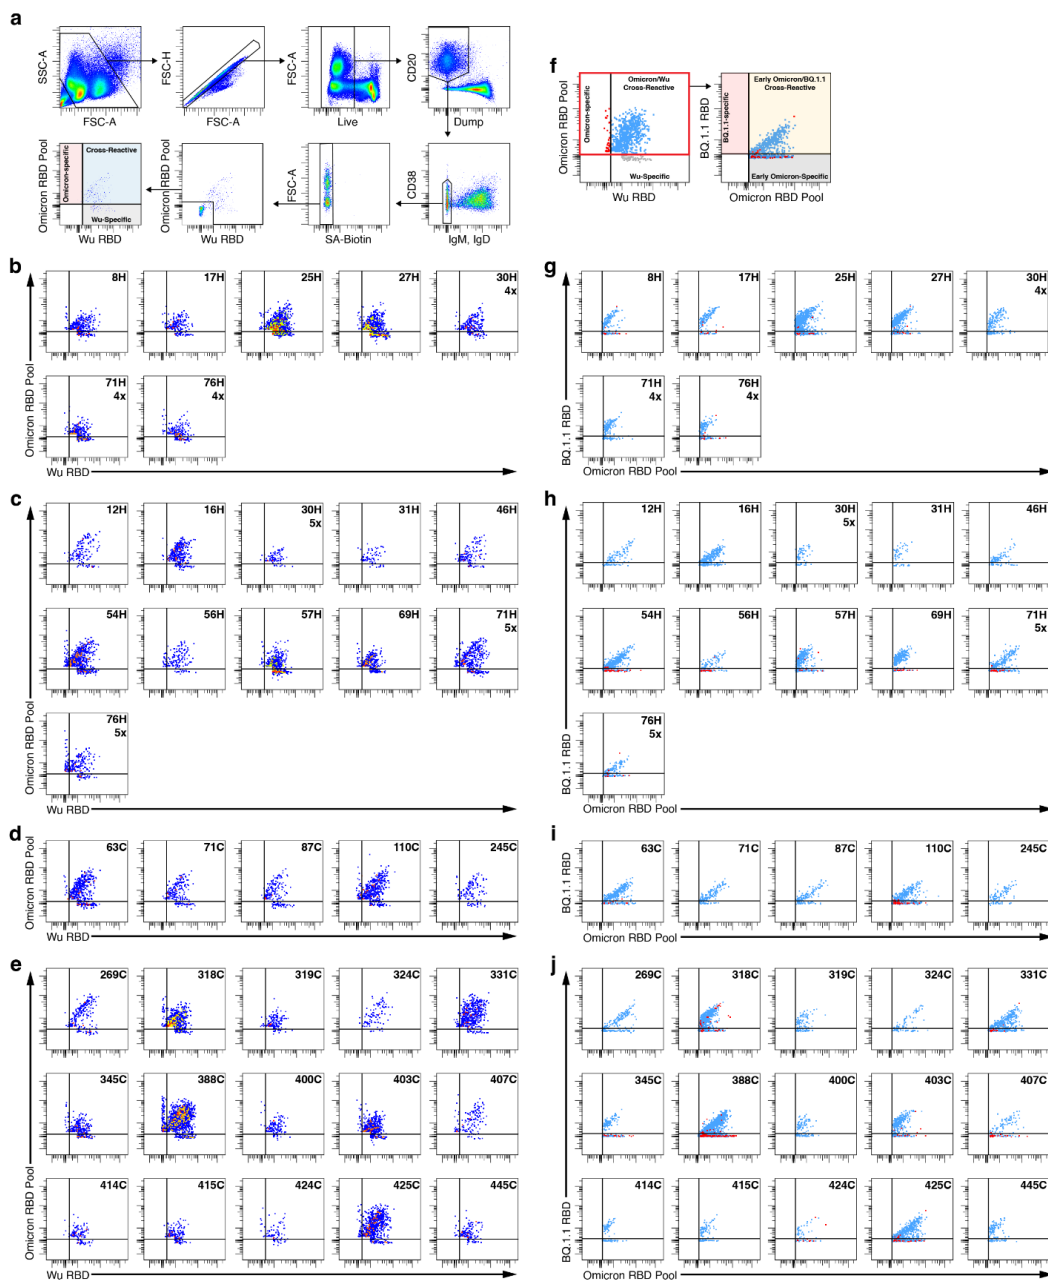 a
SSC-A
FSC-A
FSC-H
FSC-A
FSC-A
Live
CD20
Dump
Omicron RBD Pool
Omicron-specific
Cross-Reactive
Wu-Specific
Wu RBD
Omicron RBD Pool
Wu RBD
FSC-A
SA-Biotin
CD38
IgM, IgD
f
Omicron RBD Pool
Omicron-specific
Omicron/Wu
Cross-Reactive
Wu-Specific
Wu RBD
BQ.1.1 RBD
BQ.1.1-specific
Early Omicron/BQ.1.1
Cross-Reactive
Early Omicron-Specific
Omicron RBD Pool
b
8H
17H
25H
27H
30H
4x
71H
4x
76H
4x
Omicron RBD Pool
Wu RBD
g
8H
17H
25H
27H
30H
4x
71H
4x
76H
4x
BQ.1.1 RBD
Omicron RBD Pool
c
12H
16H
30H
5x
31H
46H
54H
56H
57H
69H
71H
5x
76H
5x
Omicron RBD Pool
Wu RBD
h
12H
16H
30H
5x
31H
46H
54H
56H
57H
69H
71H
5x
76H
5x
BQ.1.1 RBD
Omicron RBD Pool
d
63C
71C
87C
110C
245C
Omicron RBD Pool
Wu RBD
i
63C
71C
87C
110C
245C
BQ.1.1 RBD
Omicron RBD Pool
e
269C
318C
319C
324C
331C
345C
388C
400C
403C
407C
414C
415C
424C
425C
445C
Omicron RBD Pool
Wu RBD
j
269C
318C
319C
324C
331C
345C
388C
400C
403C
407C
414C
415C
424C
425C
445C
BQ.1.1 RBD
Omicron RBD Pool